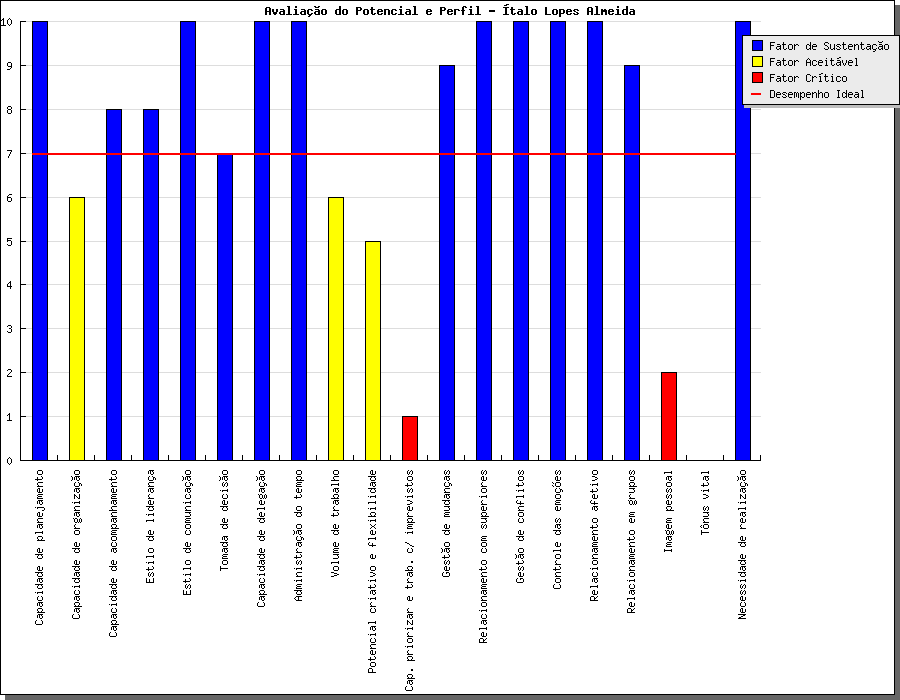 Avaliação do Potencial e Perfil - Ítalo Lopes Almeida
10
9
8
7
6
5
4
3
2
1
0
Fator de Sustentação
Fator Aceitável
Fator Crítico
Desempenho Ideal
Capacidade de planejamento
Capacidade de organização
Capacidade de acompanhamento
Estilo de liderança
Estilo de comunicação
Tomada de decisão
Capacidade de delegação
Administração do tempo
Volume de trabalho
Potencial criativo e flexibilidade
Cap. priorizar e trab. c/ imprevistos
Gestão de mudanças
Relacionamento com superiores
Gestão de conflitos
Controle das emoções
Relacionamento afetivo
Relacionamento em grupos
Imagem pessoal
Tônus vital
Necessidade de realização